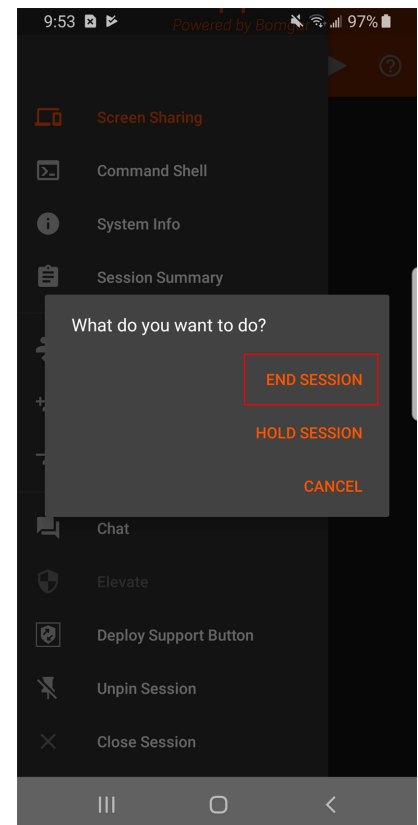 9:53
97%
Powered by Bomgar
Screen Sharing
Command Shell
System Info
Session Summary
What do you want to do?
END SESSION
HOLD SESSION
CANCEL
Chat
Elevate
Deploy Support Button
Unpin Session
Close Session